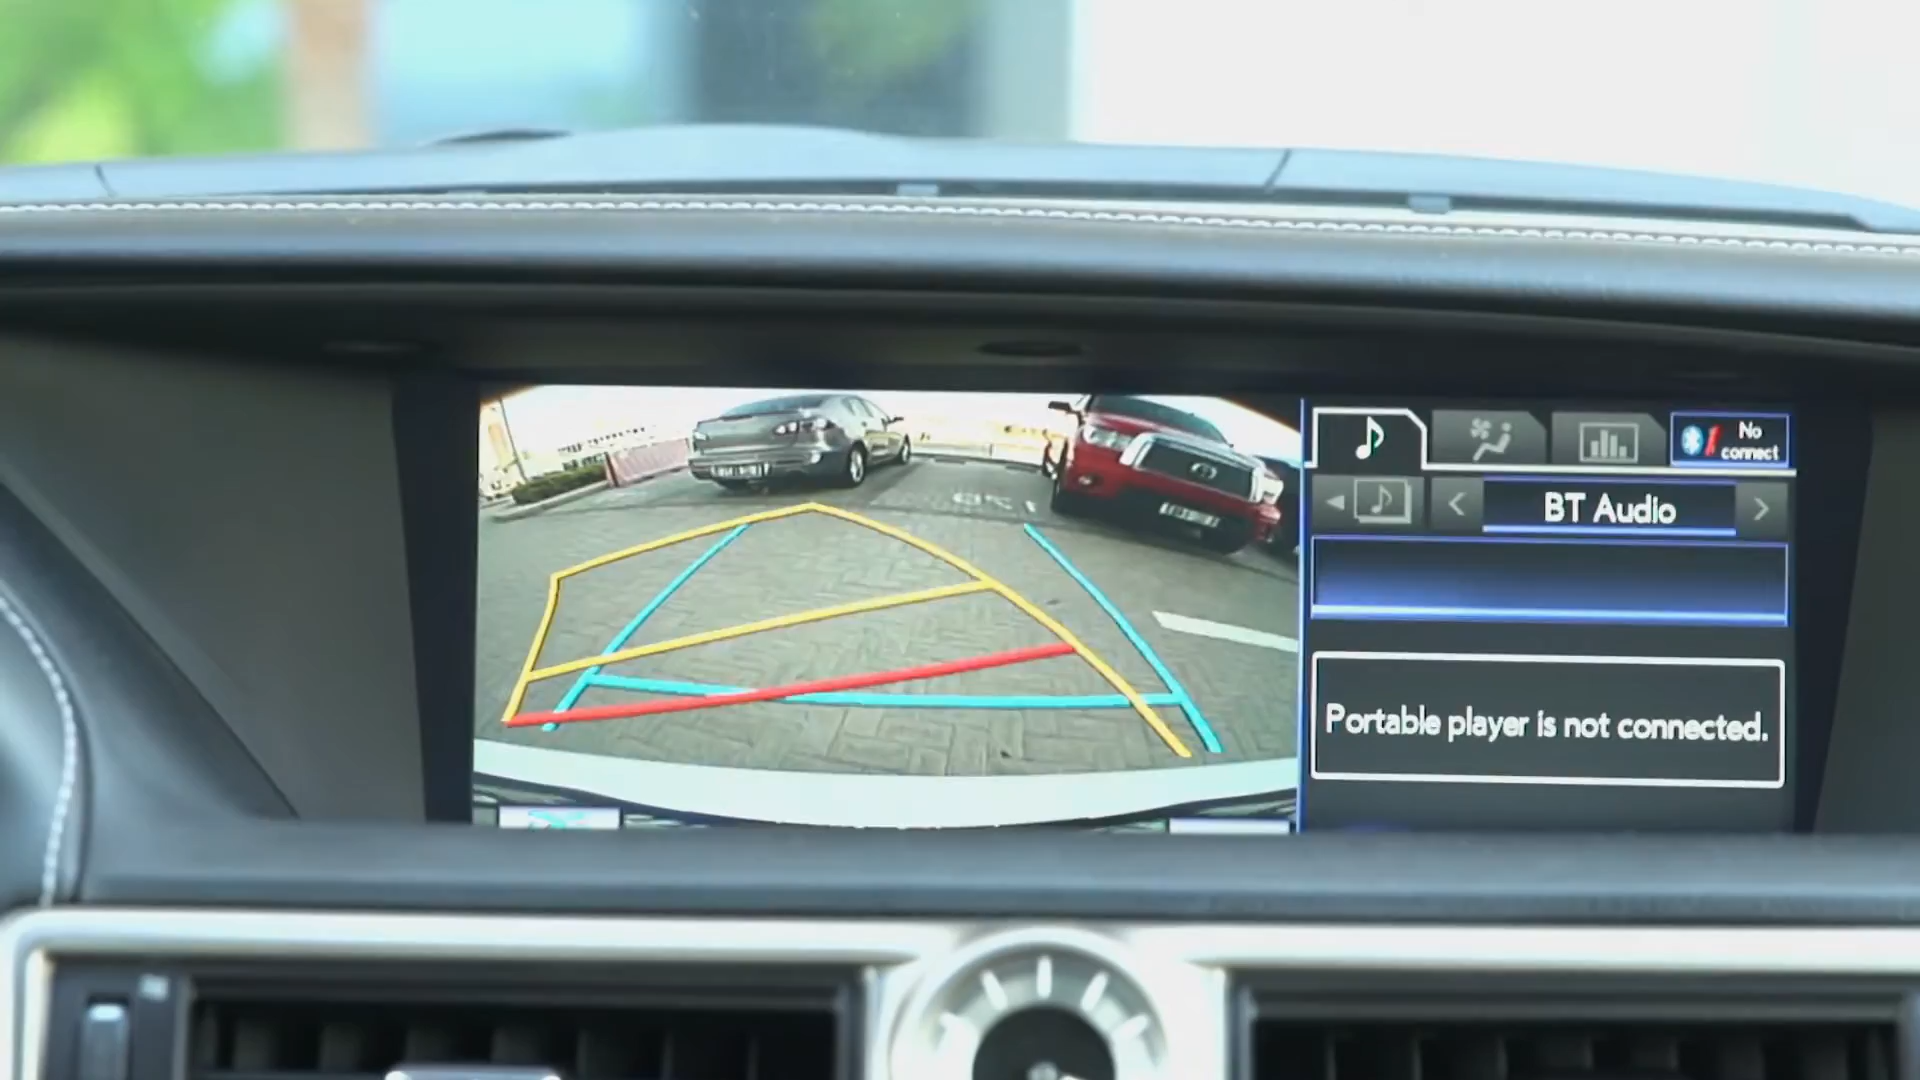 No
connect
BT Audio
Portable player is not connected.